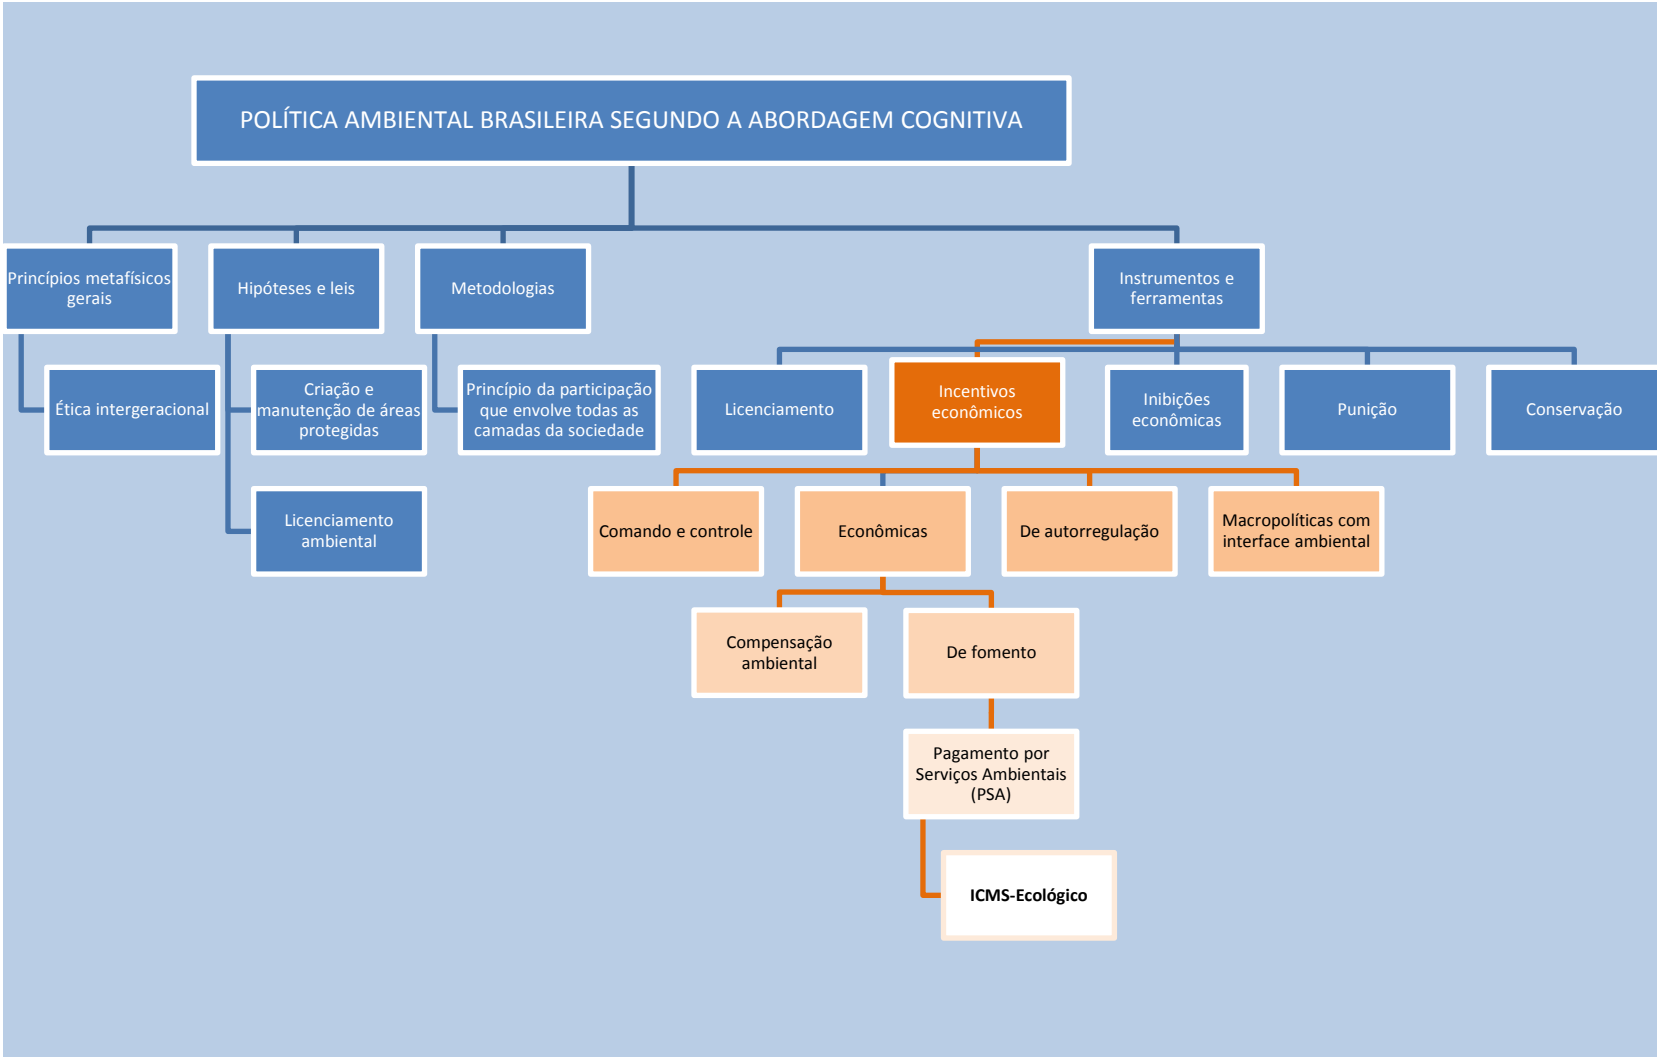 POLÍTICA AMBIENTAL BRASILEIRA SEGUNDO A ABORDAGEM COGNITIVA
Princípios metafísicos
gerais
Hipóteses e leis
Metodologias
Instrumentos e
ferramentas
Ética intergeracional
Criação e
manutenção de áreas
protegidas
Princípio da participação
que envolve todas as
camadas da sociedade
Licenciamento
Incentivos
econômicos
Inibições
econômicas
Punição
Conservação
Licenciamento
ambiental
Comando e controle
Econômicas
De autorregulação
Macropolíticas com
interface ambiental
Compensação
ambiental
De fomento
Pagamento por
Serviços Ambientais
(PSA)
ICMS-Ecológico